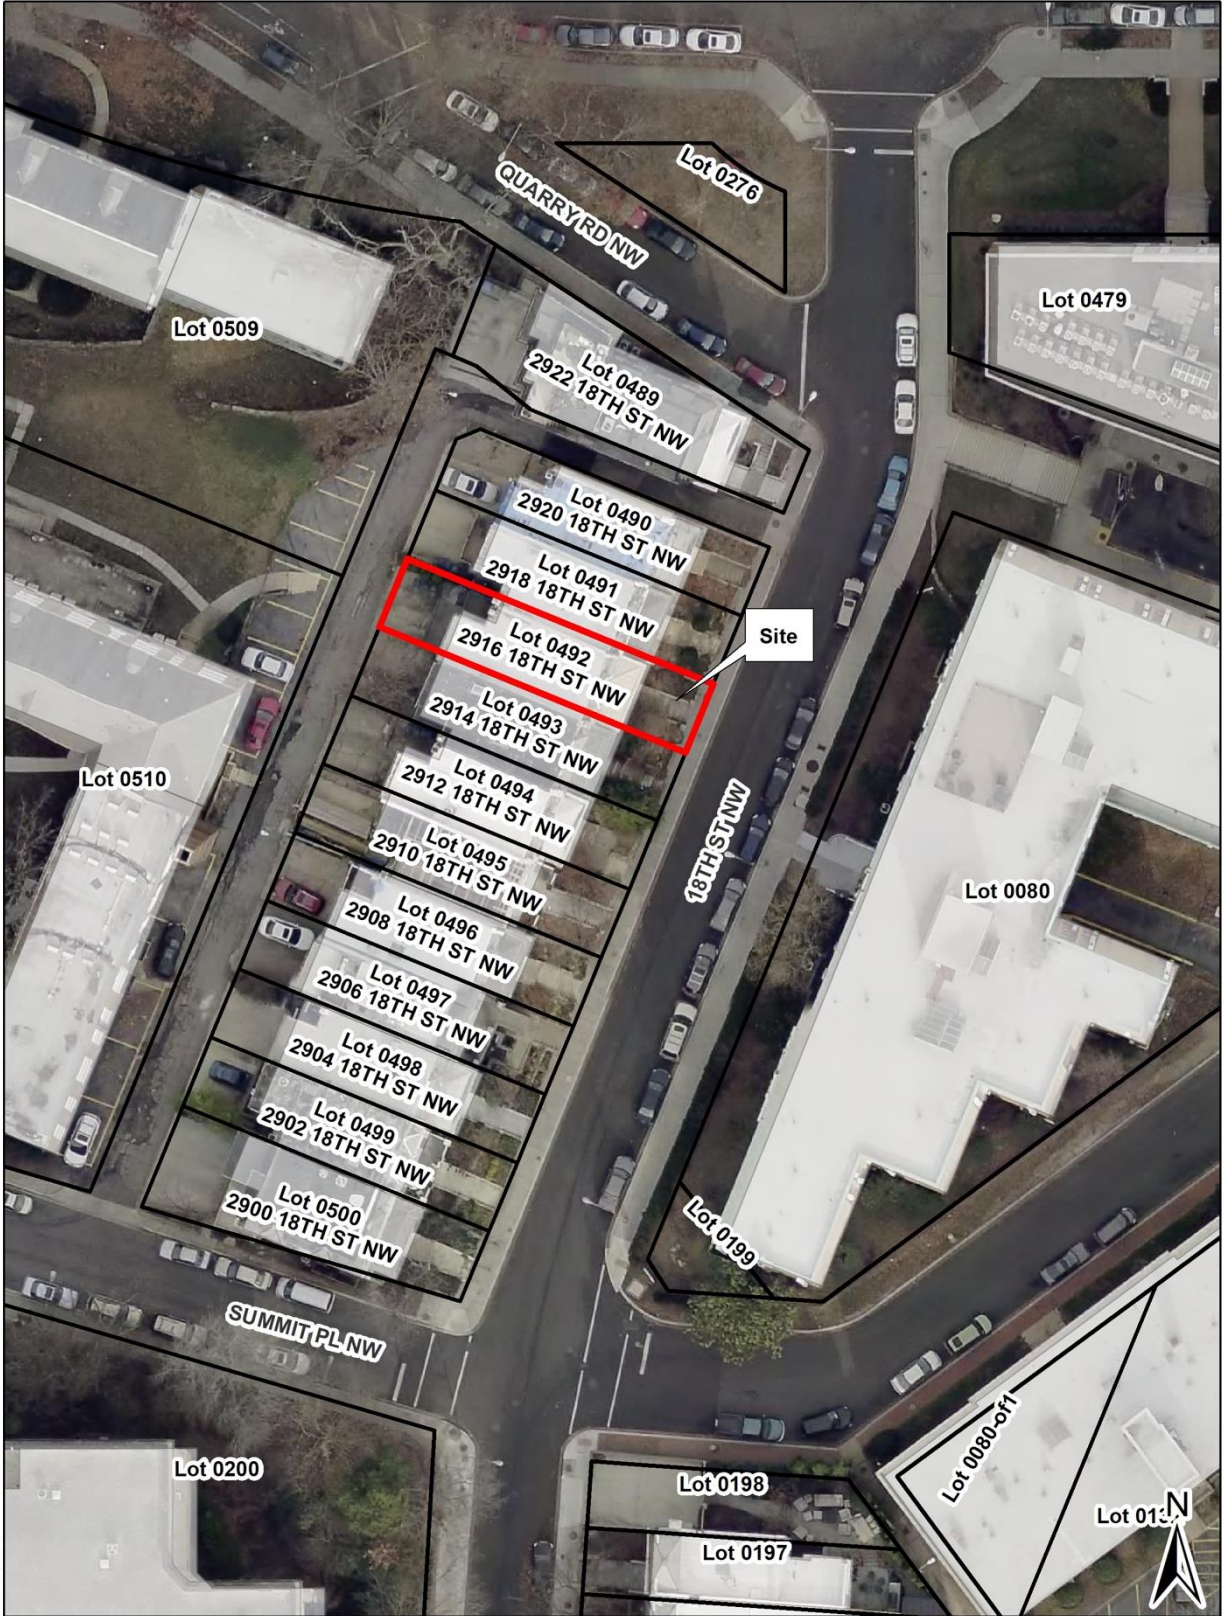 Lot 0276
QUARRY RD NW
Lot 0479
Lot 0509
Lot 0489
2922 18TH ST NW
Lot 0490
2920 18TH ST NW
Lot 0491
2918 18TH ST NW
Site
Lot 0492
2916 18TH ST NW
Lot 0493
2914 18TH ST NW
Lot 0510
Lot 0494
2912 18TH ST NW
18TH ST NW
Lot 0495
2910 18TH ST NW
Lot 0080
Lot 0496
2908 18TH ST NW
Lot 0497
2906 18TH ST NW
Lot 0498
2904 18TH ST NW
Lot 0499
2902 18TH ST NW
Lot 0500
2900 18TH ST NW
Lot 0199
SUMMIT PL NW
Lot 0080-of1
Lot 0200
Lot 0198
N
Lot
Lot 0197